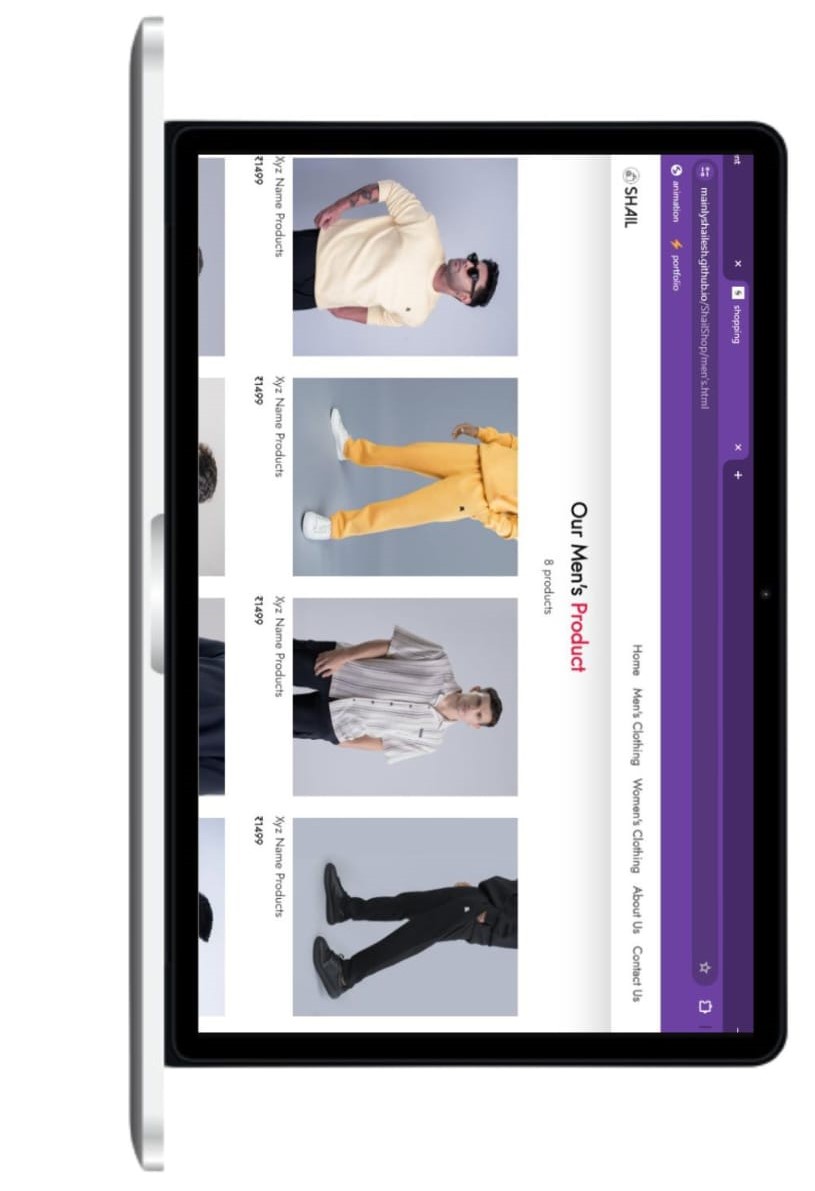 nt
shopping
mainlyshailesh.github.io/ShailShop/men's.html
animation portfolio
SHAIL
Home Men's Clothing Women's Clothing About Us Contact Us
Our Men's Product
8 products
Xyz Name Products Xyz Name Products Xyz Name Products Xyz Name Products
₹1499 ₹1499 ₹1499 ₹1499